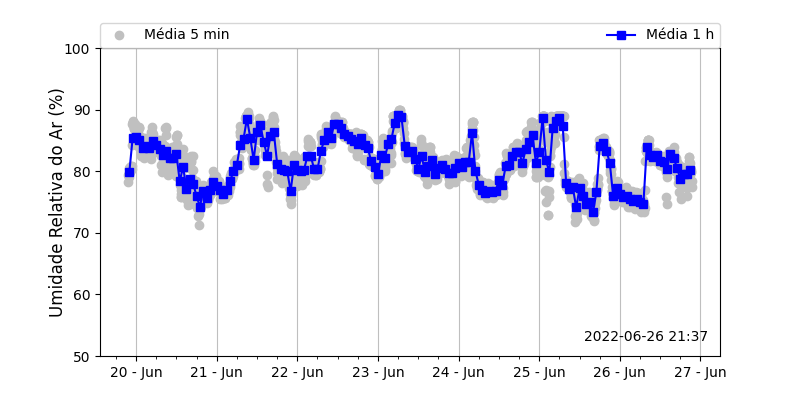 Média 5 min Média 1 h
Umidade Relativa do Ar (%)
100
90
80
70
60
50
2022-06-26 21:37
20 - Jun 21 - Jun 22 - Jun 23 - Jun 24 - Jun 25 - Jun 26 - Jun 27 - Jun